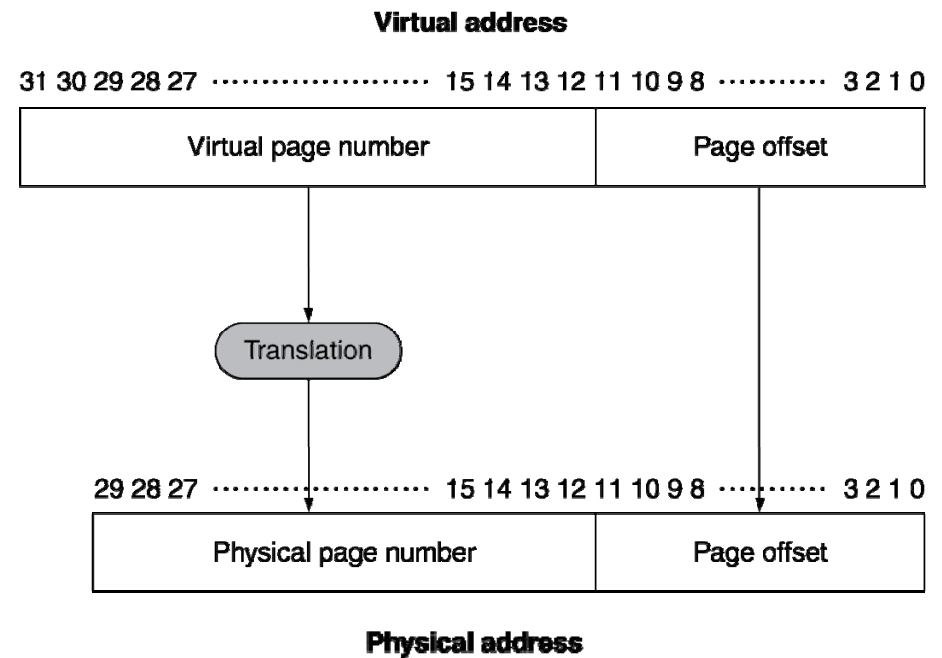 Virtual address
31 30 29 28 27 ······················ 15 14 13 12 11 10 9 8 ··········· 3 2 1 0
Virtual page number Page offset
Translation
29 28 27 ······················ 15 14 13 12 11 10 9 8 ··········· 3 2 1 0
Physical page number Page offset
Physical address